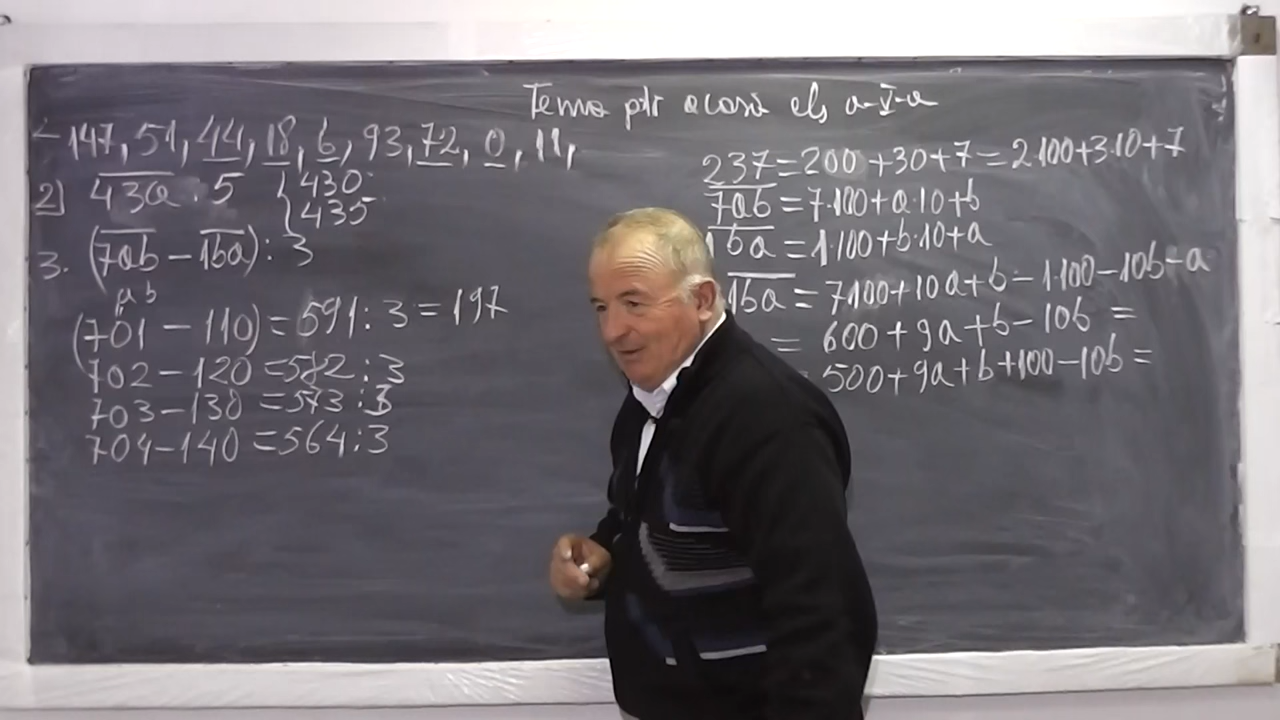 Tema ptr acasă cls a-V-a
147, 51, 44, 18, 6, 93, 72, 0, 11,
2) 43a : 5 { 430
435
3. (7ab - 1ba) : 3
a b
(701 - 110) = 591 : 3 = 197
702 - 120 = 582 : 3
703 - 130 = 573 : 3
704 - 140 = 564 : 3
237 = 200 + 30 + 7 = 2·100+3·10+7
7ab = 7·100+a·10+b
1ba = 1·100+b·10+a
1ba = 7·100+10a+b-1·100-10b-a
= 600+9a+b-10b =
500+9a+b+100-10b =